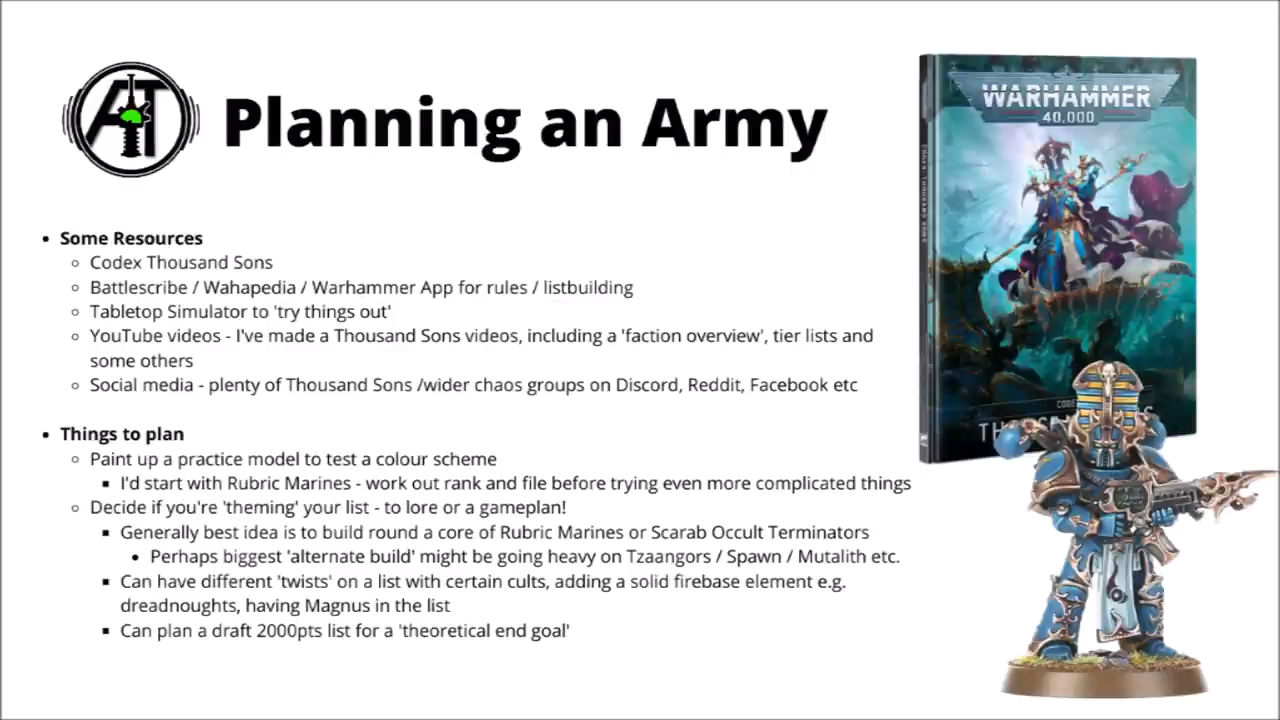 AT
Planning an Army
WARHAMMER
40,000
• Some Resources
◦ Codex Thousand Sons
◦ Battlescribe / Wahapedia / Warhammer App for rules / listbuilding
◦ Tabletop Simulator to 'try things out'
◦ YouTube videos - I've made a Thousand Sons videos, including a 'faction overview', tier lists and
some others
◦ Social media - plenty of Thousand Sons /wider chaos groups on Discord, Reddit, Facebook etc
• Things to plan
◦ Paint up a practice model to test a colour scheme
▪ I'd start with Rubric Marines - work out rank and file before trying even more complicated things
◦ Decide if you're 'theming' your list - to lore or a gameplan!
▪ Generally best idea is to build round a core of Rubric Marines or Scarab Occult Terminators
• Perhaps biggest 'alternate build' might be going heavy on Tzaangors / Spawn / Mutalith etc.
▪ Can have different 'twists' on a list with certain cults, adding a solid firebase element e.g.
dreadnoughts, having Magnus in the list
▪ Can plan a draft 2000pts list for a 'theoretical end goal'